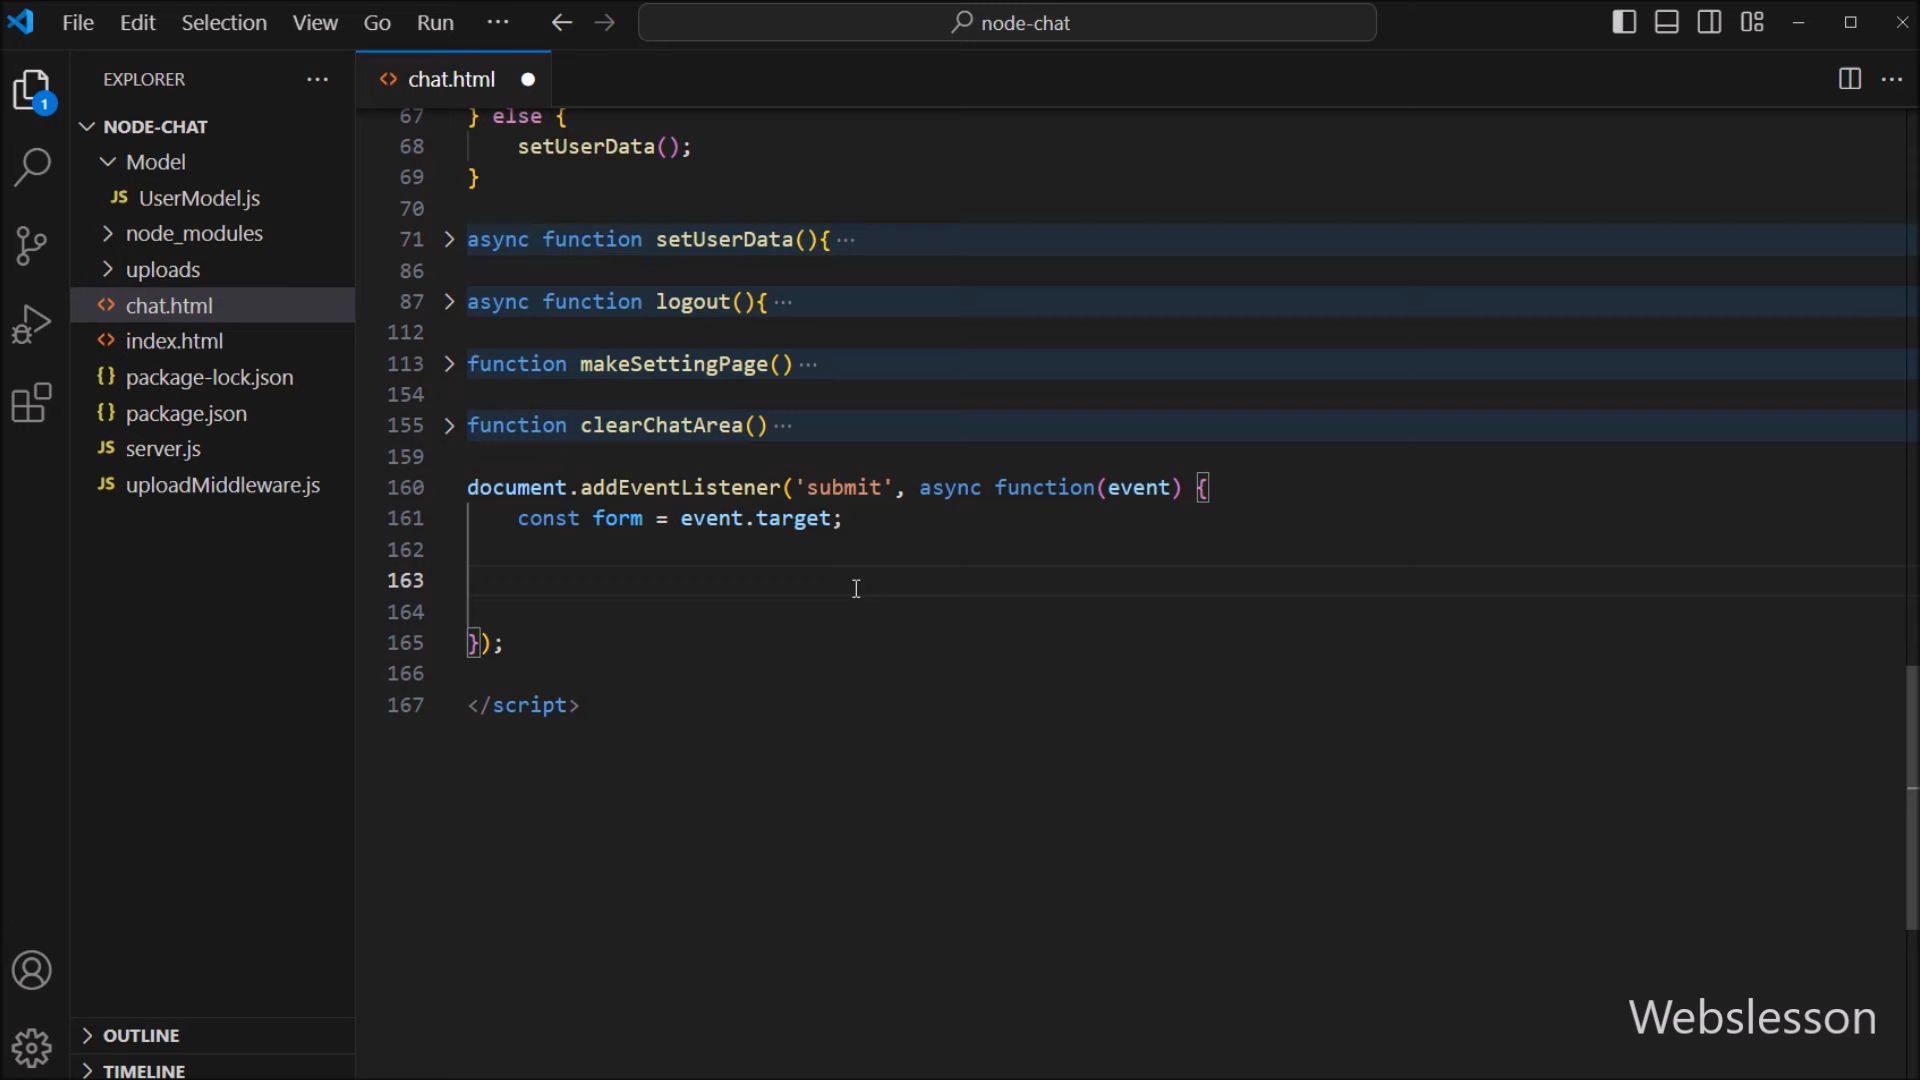 File Edit Selection View Go Run ··· node-chat
EXPLORER ···
chat.html
1
NODE-CHAT
Model
JS UserModel.js
node_modules
uploads
<> chat.html
<> index.html
{} package-lock.json
{} package.json
JS server.js
JS uploadMiddleware.js
OUTLINE
TIMELINE
67 } else {
68 setUserData();
69 }
70
71 async function setUserData(){···
86
87 async function logout(){···
112
113 function makeSettingPage()···
154
155 function clearChatArea()···
159
160 document.addEventListener('submit', async function(event) {
161 const form = event.target;
162
163
164
165 });
166
167 </script>
Webslesson